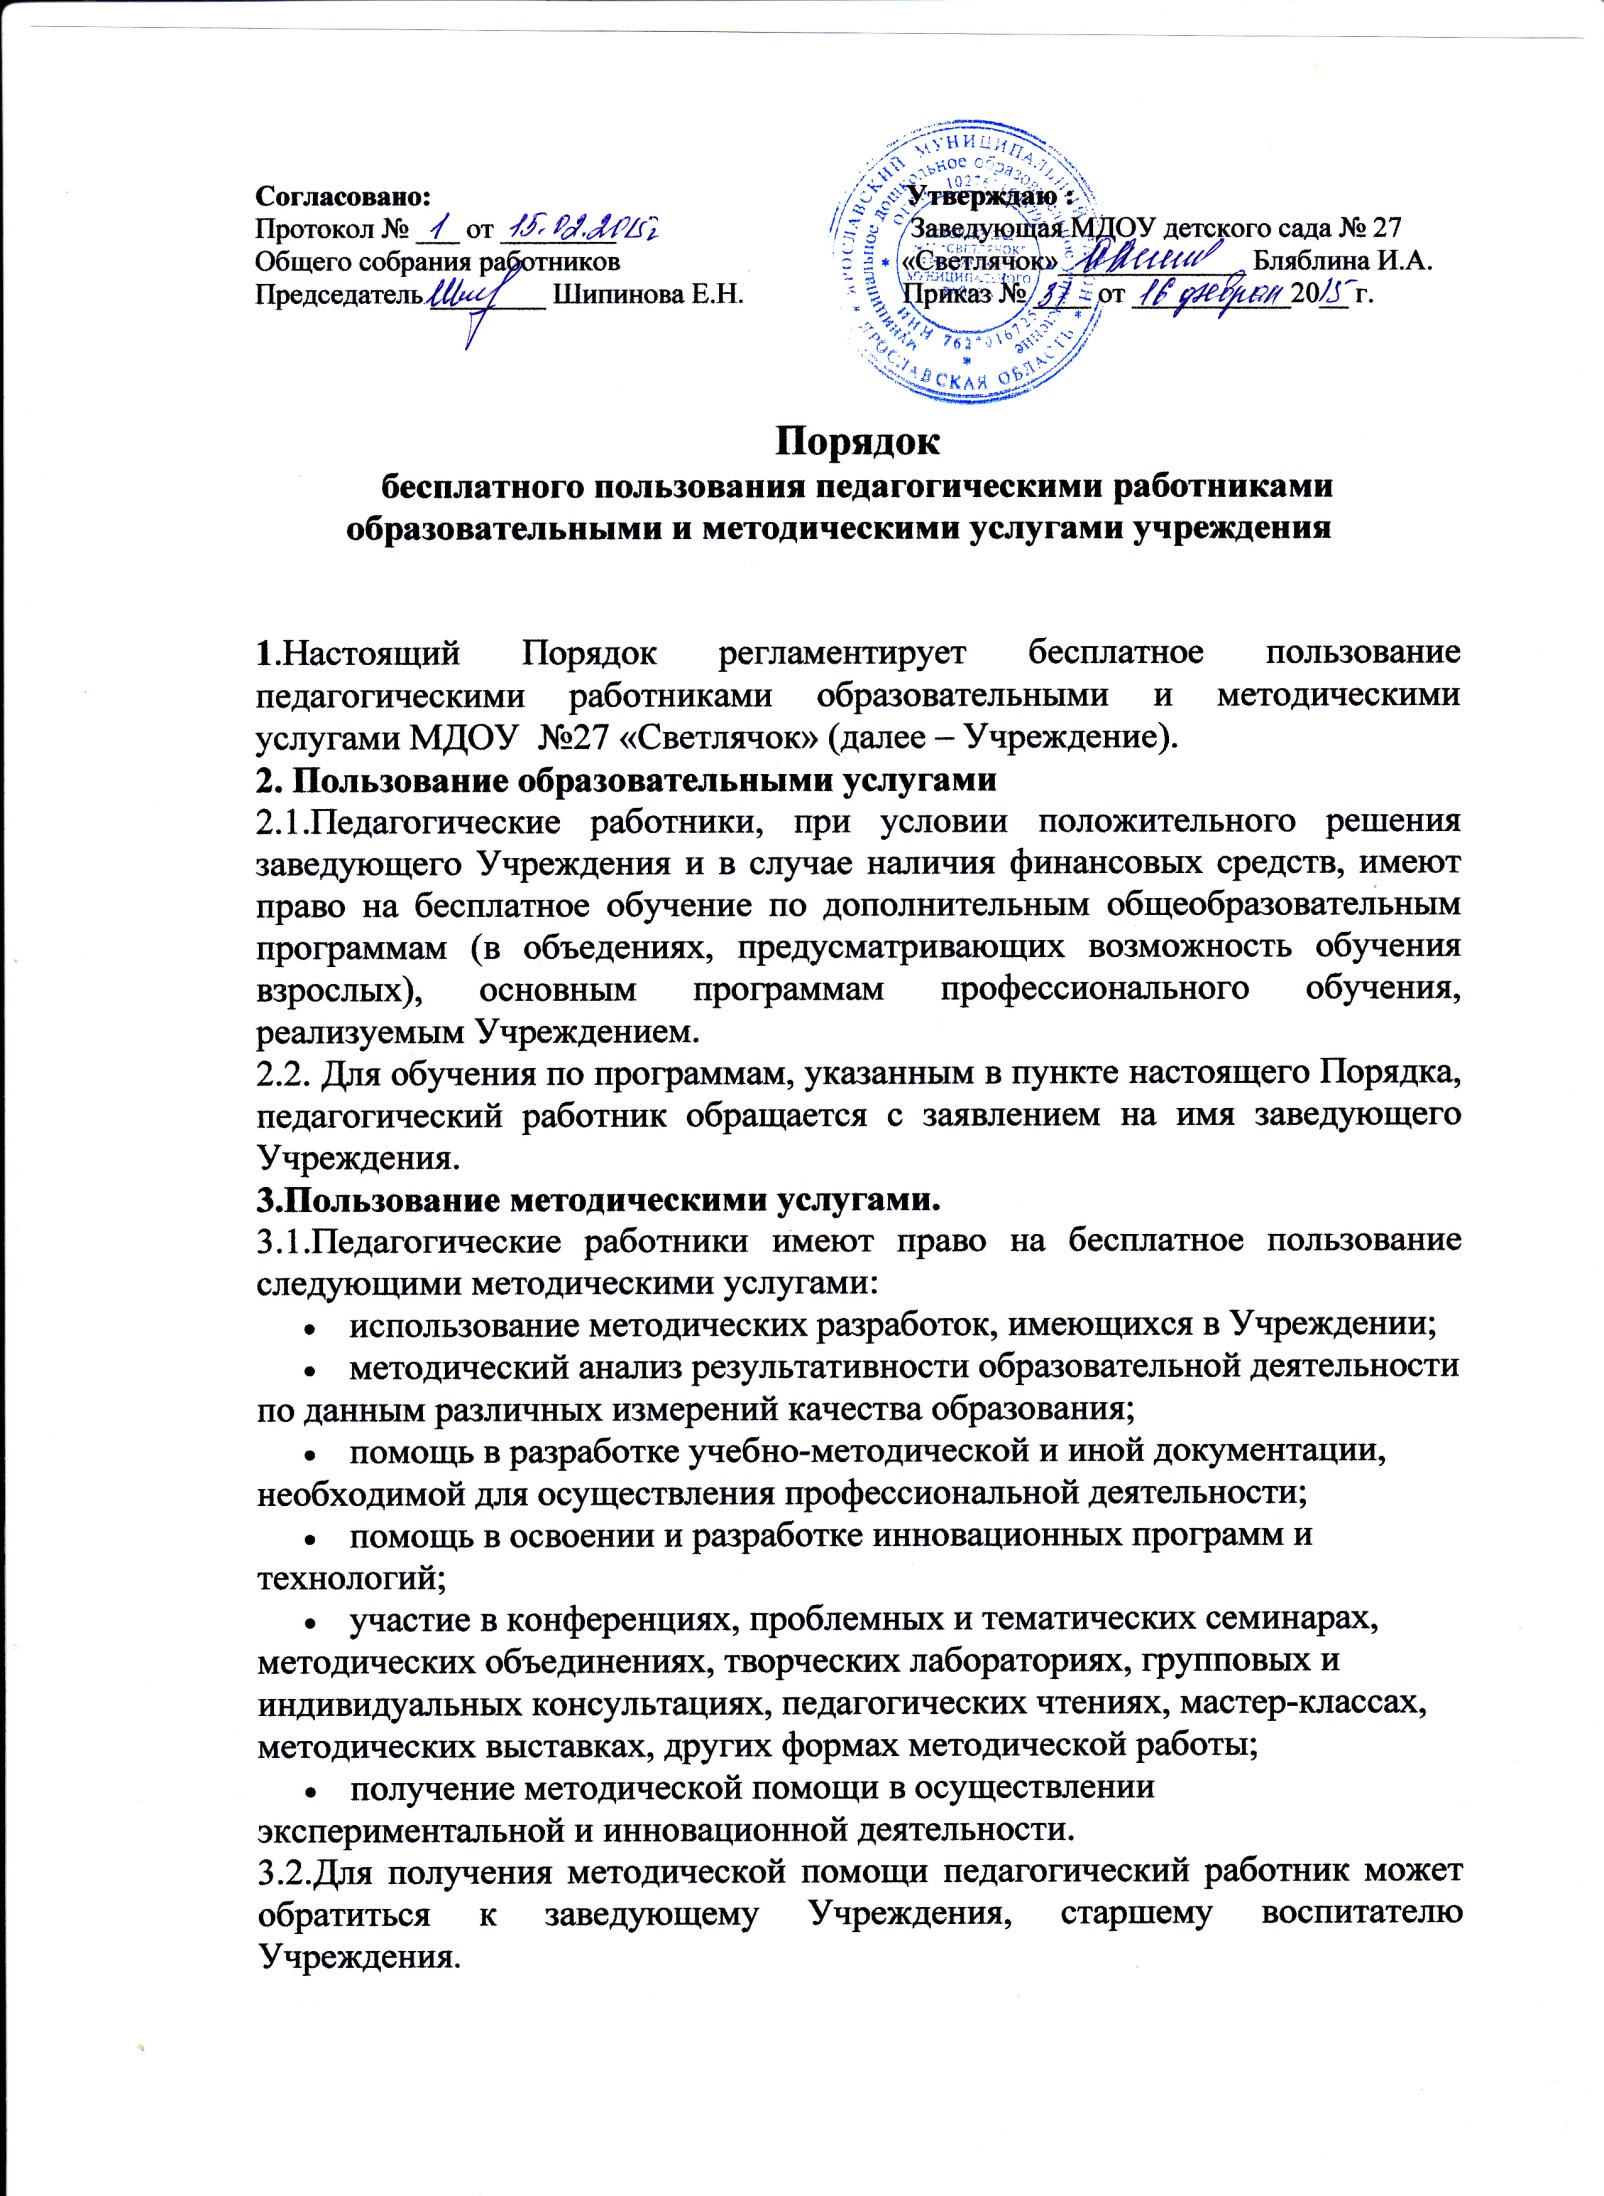 Согласовано:
Протокол № 1 от 15.02.2015г
Общего собрания работников
Председатель Шипинова Е.Н.
Утверждаю :
Заведующая МДОУ детского сада № 27
«Светлячок» Бляблина И.А.
Приказ № 37 от 16 феврали 2015 г.
ЯРОСЛАВСКИЙ МУНИЦИПАЛЬНЫЙ РАЙОН
ЯРОСЛАВСКАЯ ОБЛАСТЬ
Порядок
бесплатного пользования педагогическими работниками
образовательными и методическими услугами учреждения
1.Настоящий Порядок регламентирует бесплатное пользование
педагогическими работниками образовательными и методическими
услугами МДОУ №27 «Светлячок» (далее – Учреждение).
2. Пользование образовательными услугами
2.1.Педагогические работники, при условии положительного решения
заведующего Учреждения и в случае наличия финансовых средств, имеют
право на бесплатное обучение по дополнительным общеобразовательным
программам (в объедениях, предусматривающих возможность обучения
взрослых), основным программам профессионального обучения,
реализуемым Учреждением.
2.2. Для обучения по программам, указанным в пункте настоящего Порядка,
педагогический работник обращается с заявлением на имя заведующего
Учреждения.
3.Пользование методическими услугами.
3.1.Педагогические работники имеют право на бесплатное пользование
следующими методическими услугами:
• использование методических разработок, имеющихся в Учреждении;
• методический анализ результативности образовательной деятельности
по данным различных измерений качества образования;
• помощь в разработке учебно-методической и иной документации,
необходимой для осуществления профессиональной деятельности;
• помощь в освоении и разработке инновационных программ и
технологий;
• участие в конференциях, проблемных и тематических семинарах,
методических объединениях, творческих лабораториях, групповых и
индивидуальных консультациях, педагогических чтениях, мастер-классах,
методических выставках, других формах методической работы;
• получение методической помощи в осуществлении
экспериментальной и инновационной деятельности.
3.2.Для получения методической помощи педагогический работник может
обратиться к заведующему Учреждения, старшему воспитателю
Учреждения.